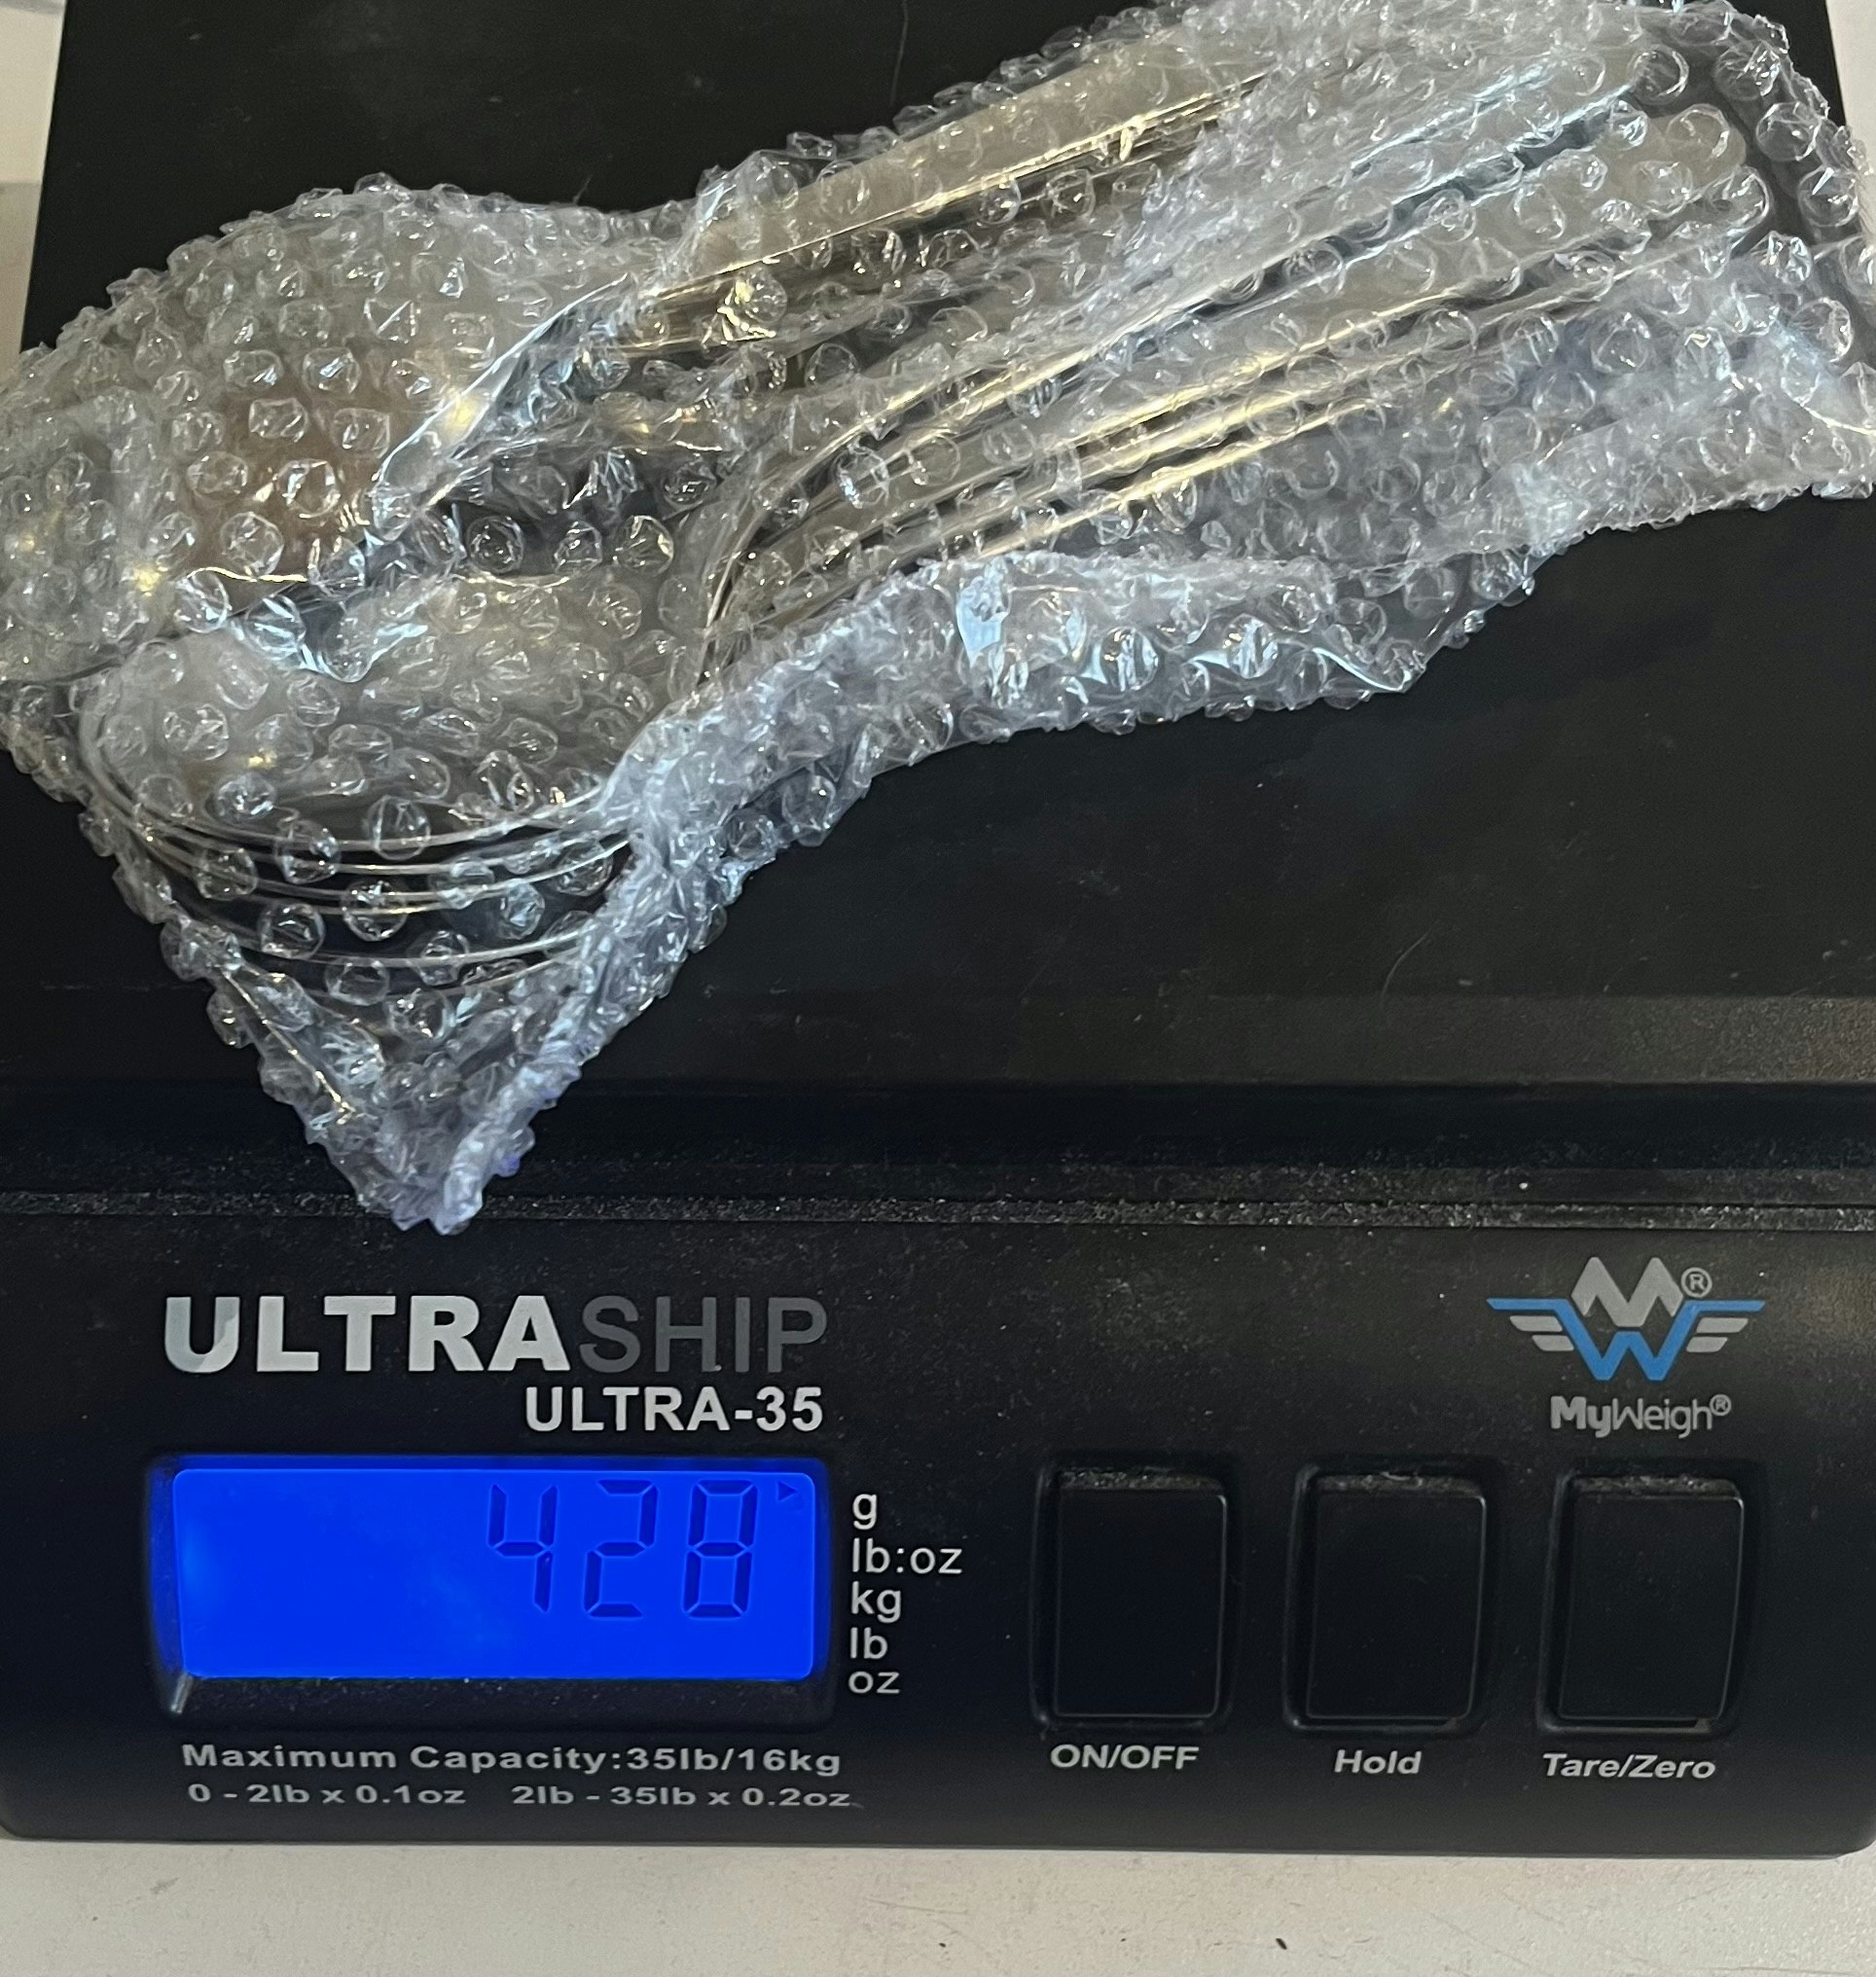 ULTRASHIP
ULTRA-35
MW®
MyWeigh®
428
g
lb:oz
kg
lb
oz
Maximum Capacity:35lb/16kg
0 - 2lb x 0.1oz 2lb - 35lb x 0.2oz
ON/OFF
Hold
Tare/Zero